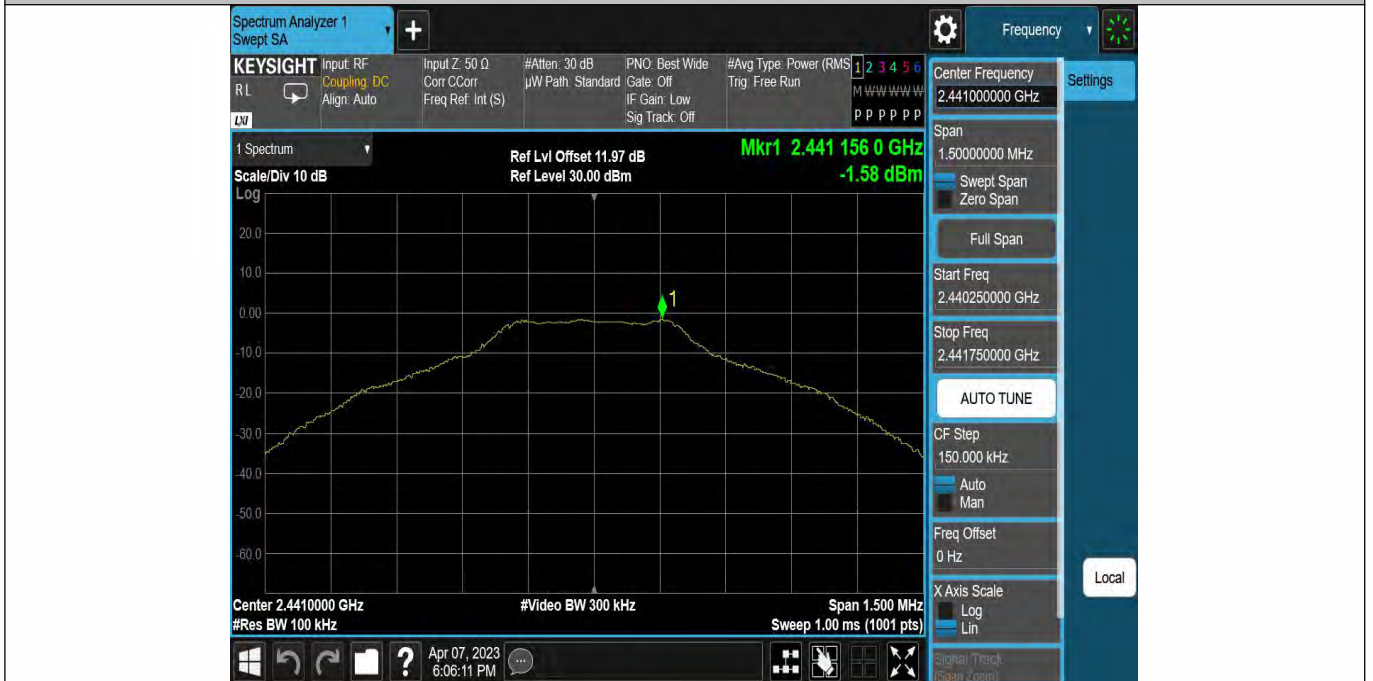 Spectrum Analyzer 1
Swept SA
+
Frequency
KEYSIGHT
RL
LXI
Input: RF
Coupling: DC
Align: Auto
Input Z: 50 Ω
Corr CCorr
Freq Ref: Int (S)
#Atten: 30 dB
µW Path: Standard
PNO: Best Wide
Gate: Off
IF Gain: Low
Sig Track: Off
#Avg Type: Power (RMS
Trig: Free Run
1 2 3 4 5 6
M W W W W W
P P P P P P
1 Spectrum
Scale/Div 10 dB
Ref Lvl Offset 11.97 dB
Ref Level 30.00 dBm
Mkr1 2.441 156 0 GHz
-1.58 dBm
Log
20.0
10.0
0.00
-10.0
-20.0
-30.0
-40.0
-50.0
-60.0
1
Center 2.4410000 GHz
#Res BW 100 kHz
#Video BW 300 kHz
Span 1.500 MHz
Sweep 1.00 ms (1001 pts)
Center Frequency
2.441000000 GHz
Settings
Span
1.50000000 MHz
Swept Span
Zero Span
Full Span
Start Freq
2.440250000 GHz
Stop Freq
2.441750000 GHz
AUTO TUNE
CF Step
150.000 kHz
Auto
Man
Freq Offset
0 Hz
X Axis Scale
Log
Lin
Signal Track
(Span Zoom)
Local
?
Apr 07, 2023
6:06:11 PM